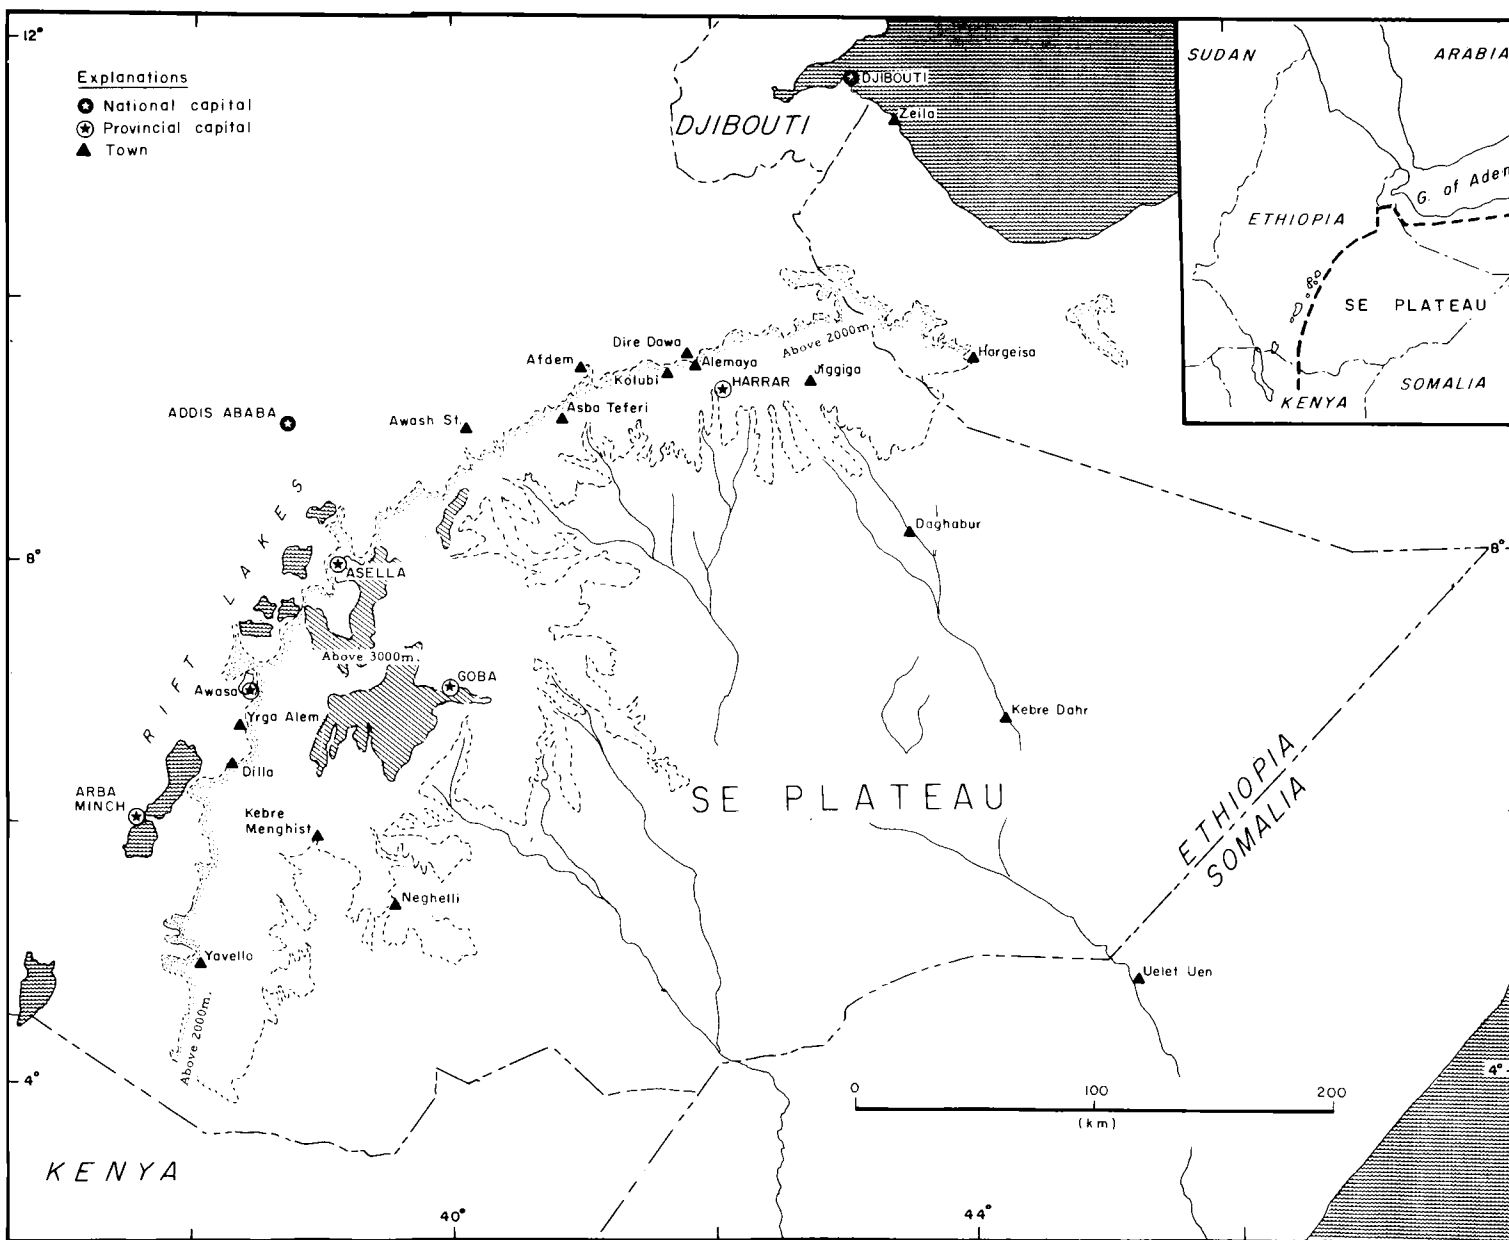 12°
Explanations
National capital
Provincial capital
Town
DJIBOUTI
DJIBOUTI
Zeila
SUDAN
ARABIA
G. of Aden
ETHIOPIA
SE PLATEAU
SOMALIA
KENYA
Above 2000m.
Dire Dawa
Afdem
Alemaya
Kolubi
HARRAR
Jiggiga
Hargeisa
ADDIS ABABA
Awash St.
Asba Teferi
RIFT LAKES
Daghabur
8°
8°
ASELLA
Above 3000m.
GOBA
Awasa
Yrga Alem
Kebre Dahr
Dilla
ARBA
MINCH
SE PLATEAU
ETHIOPIA
SOMALIA
Kebre
Menghist
Neghelli
Yavello
Uelet Uen
Above 2000m.
4°
4°
0 100 200
(km)
KENYA
40°
44°